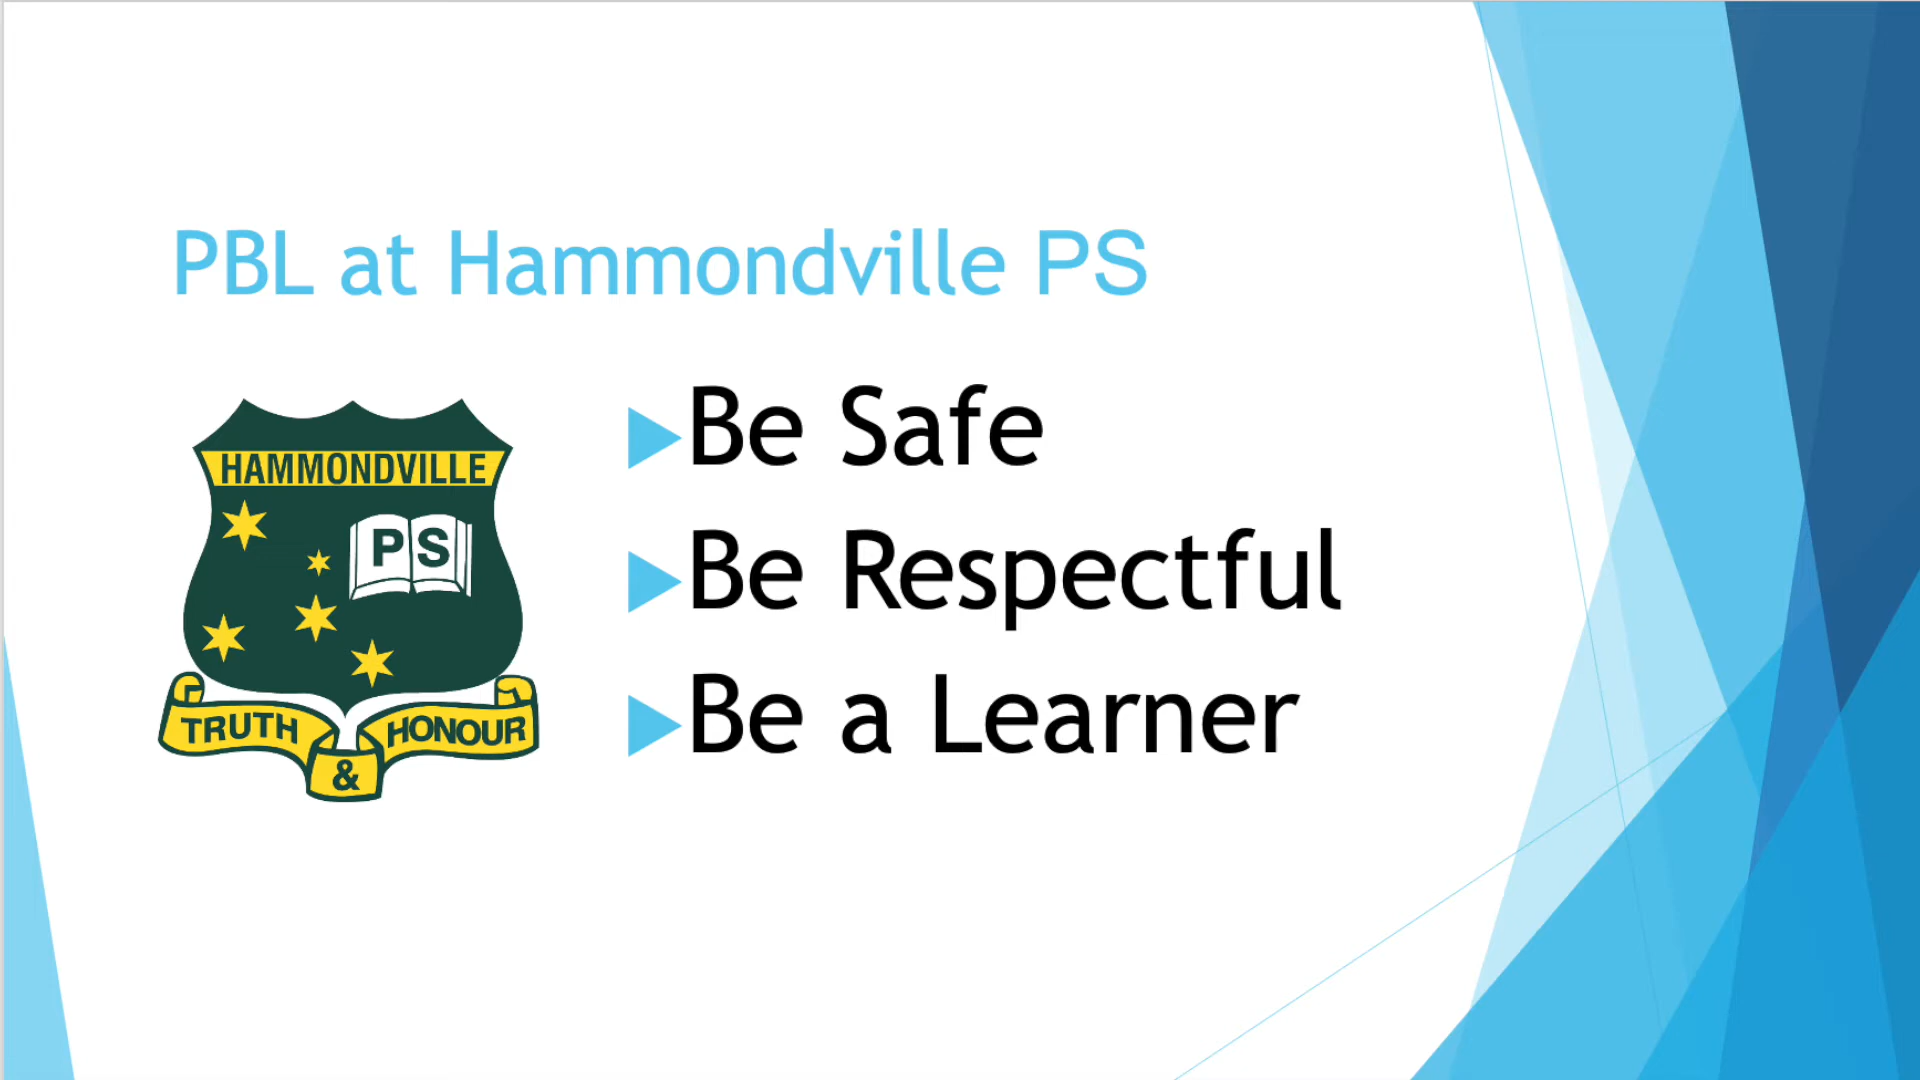 PBL at Hammondville PS
HAMMONDVILLE
PS
TRUTH & HONOUR
Be Safe
Be Respectful
Be a Learner